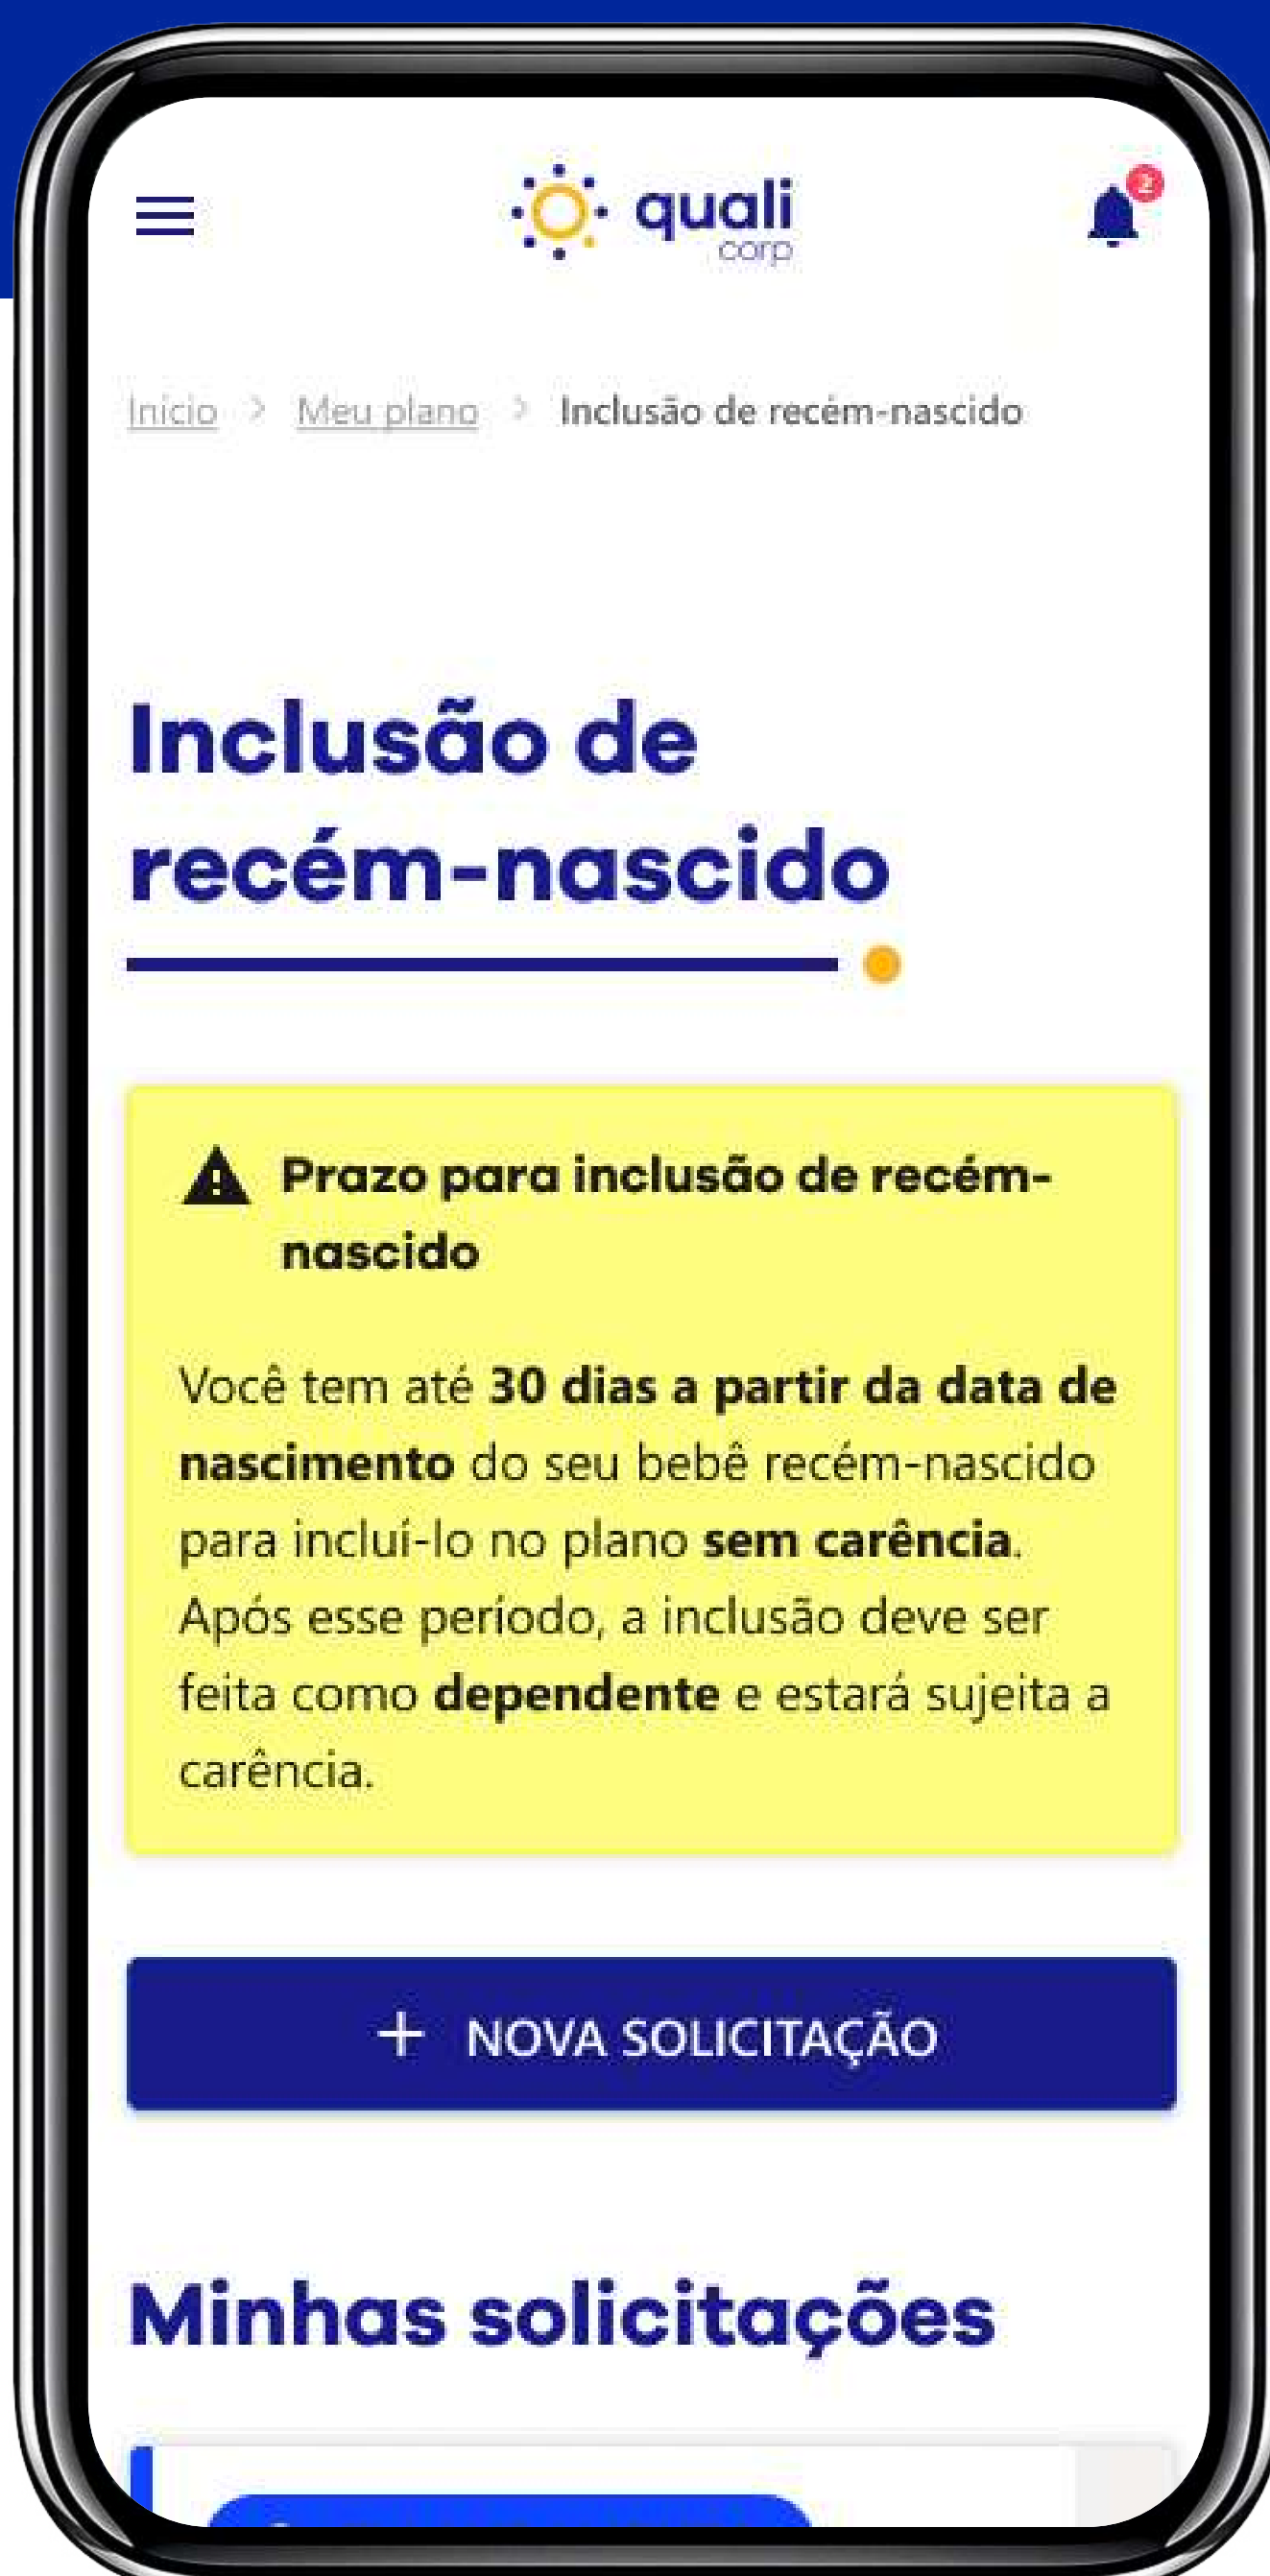 quali
corp
2
Início > Meu plano > Inclusão de recém-nascido
Inclusão de
recém-nascido
Prazo para inclusão de recém-
nascido
Você tem até 30 dias a partir da data de
nascimento do seu bebê recém-nascido
para incluí-lo no plano sem carência.
Após esse período, a inclusão deve ser
feita como dependente e estará sujeita a
carência.
+ NOVA SOLICITAÇÃO
Minhas solicitações